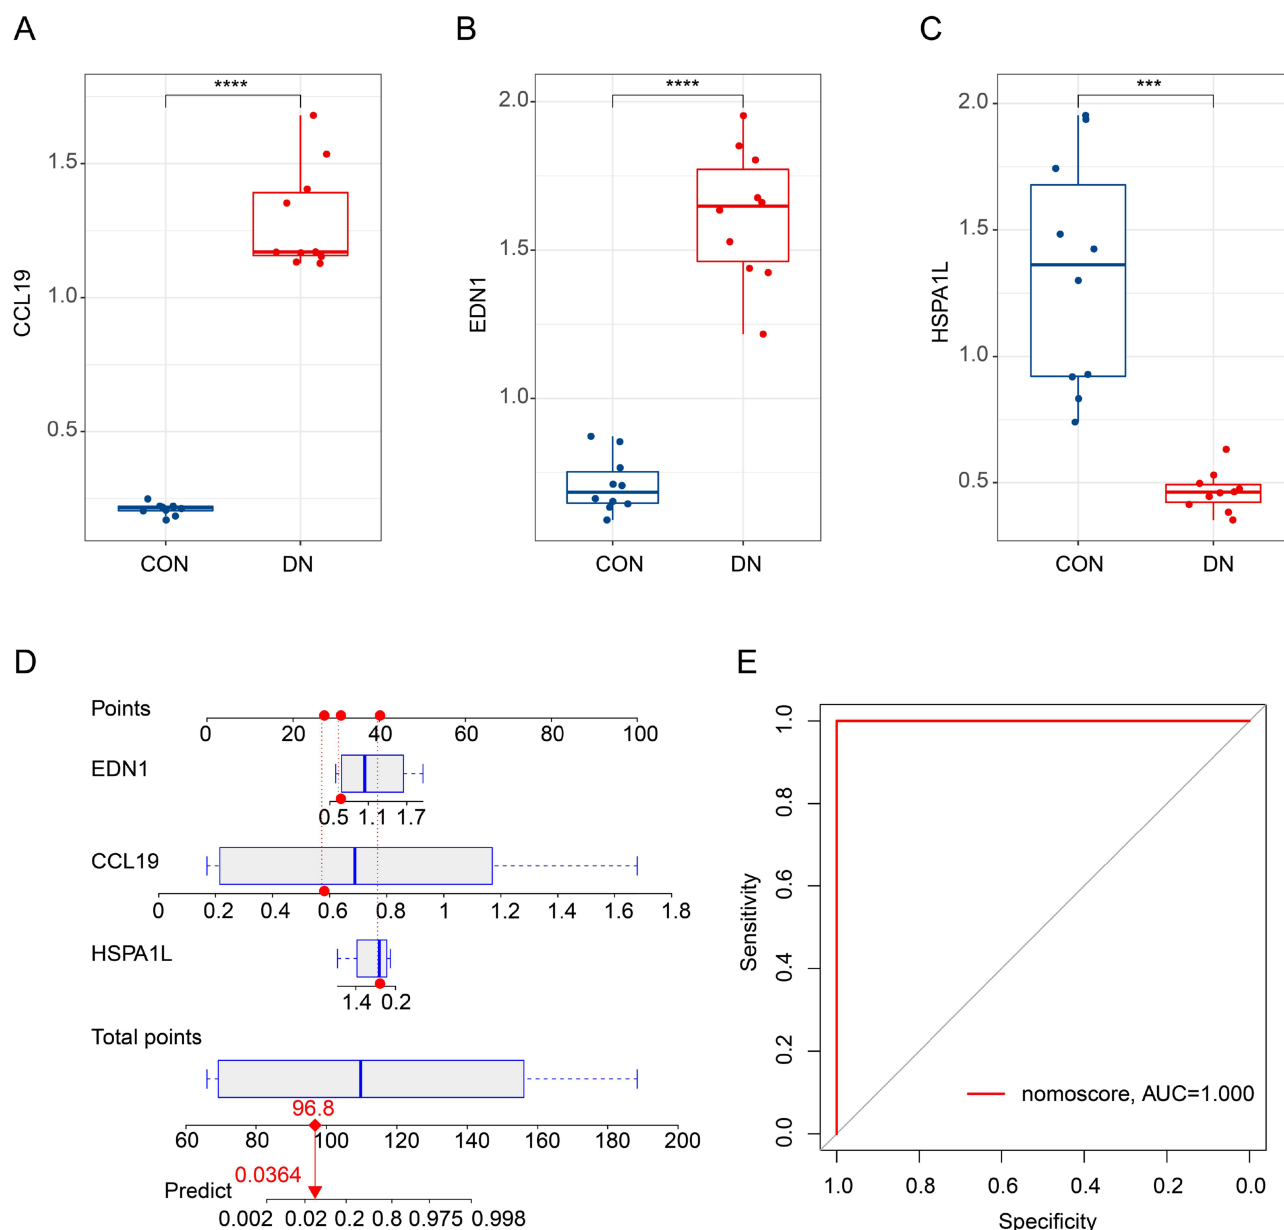 A
B
C
****
****
***
CCL19
1.5
1.0
0.5
CON DN
EDN1
2.0
1.5
1.0
CON DN
HSPA1L
2.0
1.5
1.0
0.5
CON DN
D
Points
0 20 40 60 80 100
EDN1
0.5 1.1 1.7
CCL19
0 0.2 0.4 0.6 0.8 1 1.2 1.4 1.6 1.8
HSPA1L
1.4 0.2
Total points
96.8
60 80 100 120 140 160 180 200
0.0364
Predict
0.002 0.02 0.2 0.8 0.975 0.998
E
Sensitivity
1.0
0.8
0.6
0.4
0.2
0.0
nomoscore, AUC=1.000
1.0 0.8 0.6 0.4 0.2 0.0
Specificity